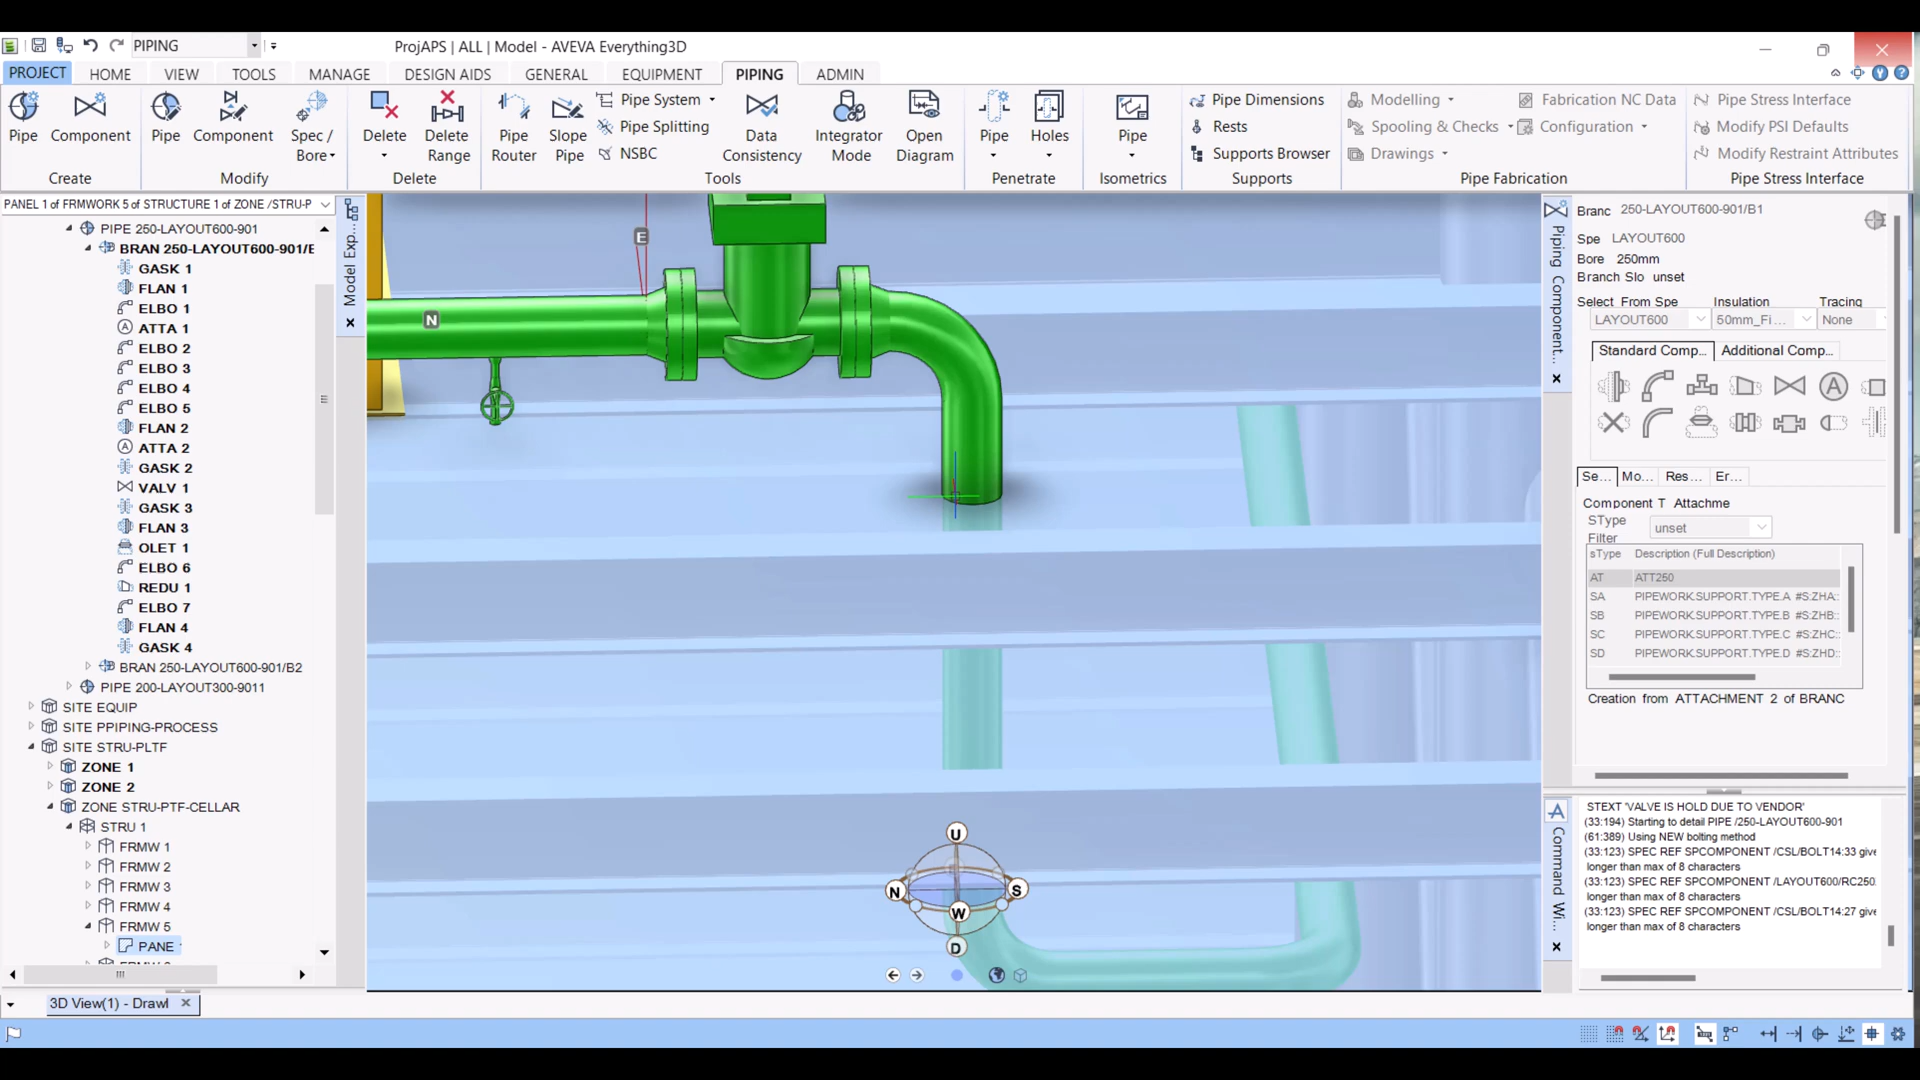 PIPING
ProjAPS | ALL | Model - AVEVA Everything3D
PROJECT HOME VIEW TOOLS MANAGE DESIGN AIDS GENERAL EQUIPMENT PIPING ADMIN
Pipe
Component
Create
Pipe
Component
Spec /
Bore
Modify
Delete
Delete
Range
Delete
Pipe
Router
Slope
Pipe
Pipe System
Pipe Splitting
NSBC
Data
Consistency
Integrator
Mode
Open
Diagram
Tools
Pipe
Holes
Penetrate
Pipe
Isometrics
Pipe Dimensions
Rests
Supports Browser
Supports
Modelling
Spooling & Checks
Drawings
Fabrication NC Data
Configuration
Pipe Fabrication
Pipe Stress Interface
Modify PSI Defaults
Modify Restraint Attributes
Pipe Stress Interface
PANEL 1 of FRMWORK 5 of STRUCTURE 1 of ZONE /STRU-P
PIPE 250-LAYOUT600-901
BRAN 250-LAYOUT600-901/E
GASK 1
FLAN 1
ELBO 1
ATTA 1
ELBO 2
ELBO 3
ELBO 4
ELBO 5
FLAN 2
ATTA 2
GASK 2
VALV 1
GASK 3
FLAN 3
OLET 1
ELBO 6
REDU 1
ELBO 7
FLAN 4
GASK 4
BRAN 250-LAYOUT600-901/B2
PIPE 200-LAYOUT300-9011
SITE EQUIP
SITE PPIPING-PROCESS
SITE STRU-PLTF
ZONE 1
ZONE 2
ZONE STRU-PTF-CELLAR
STRU 1
FRMW 1
FRMW 2
FRMW 3
FRMW 4
FRMW 5
PANE
Model Exp...
E
N
U
N
S
W
D
Piping Component...
Branc 250-LAYOUT600-901/B1
Spe LAYOUT600
Bore 250mm
Branch Slo unset
Select From Spe Insulation Tracing
LAYOUT600 50mm_Fi... None
Standard Comp... Additional Comp...
A
Se... Mo... Res... Er...
Component T Attachme
SType
Filter
unset
sType Description (Full Description)
AT ATT250
SA PIPEWORK.SUPPORT.TYPE.A #S:ZHA::
SB PIPEWORK.SUPPORT.TYPE.B #S:ZHB::
SC PIPEWORK.SUPPORT.TYPE.C #S:ZHC::
SD PIPEWORK.SUPPORT.TYPE.D #S:ZHD::
Creation from ATTACHMENT 2 of BRANC
Command Wi...
STEXT 'VALVE IS HOLD DUE TO VENDOR'
(33:194) Starting to detail PIPE /250-LAYOUT600-901
(61:389) Using NEW bolting method
(33:123) SPEC REF SPCOMPONENT /CSL/BOLT14:33 give
longer than max of 8 characters
(33:123) SPEC REF SPCOMPONENT /LAYOUT600/RC250.
longer than max of 8 characters
(33:123) SPEC REF SPCOMPONENT /CSL/BOLT14:27 give
longer than max of 8 characters
3D View(1) - Drawl